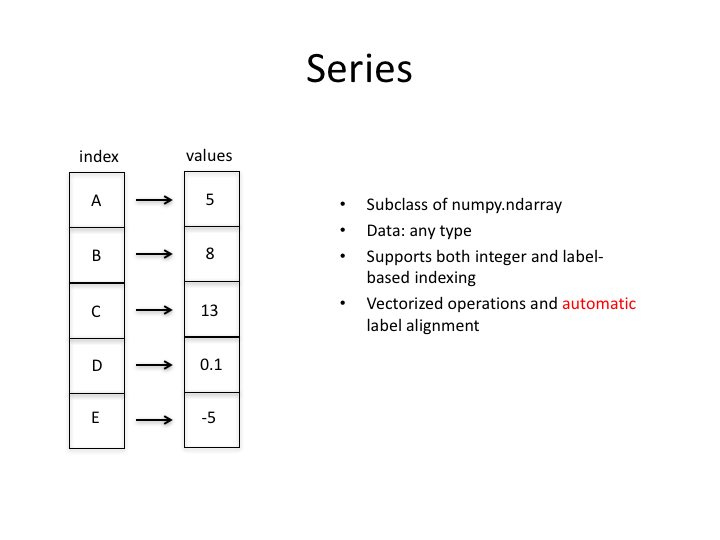 Series
index values
A 5
B 8
C 13
D 0.1
E -5
• Subclass of numpy.ndarray
• Data: any type
• Supports both integer and label-
based indexing
• Vectorized operations and automatic
label alignment